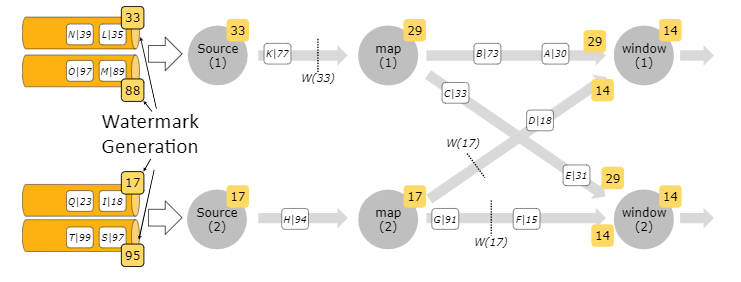 33
N|39 L|35
O|97 M|89
88
Source
(1)
33
K|77
W(33)
map
(1)
29
B|73 A|30
29
window
(1)
14
C|33
14
D|18
Watermark
Generation
W(17)
17
Q|23 I|18
T|99 S|97
95
Source
(2)
17
H|94
map
(2)
17
G|91 F|15
W(17)
E|31
29
14
window
(2)
14